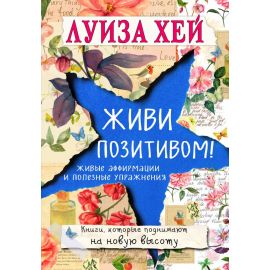 ЛУИЗА ХЕЙ
ЖИВИ
ПОЗИТИВОМ!
живые аффирмации
и полезные упражнения
Книги, которые поднимают
на новую высоту